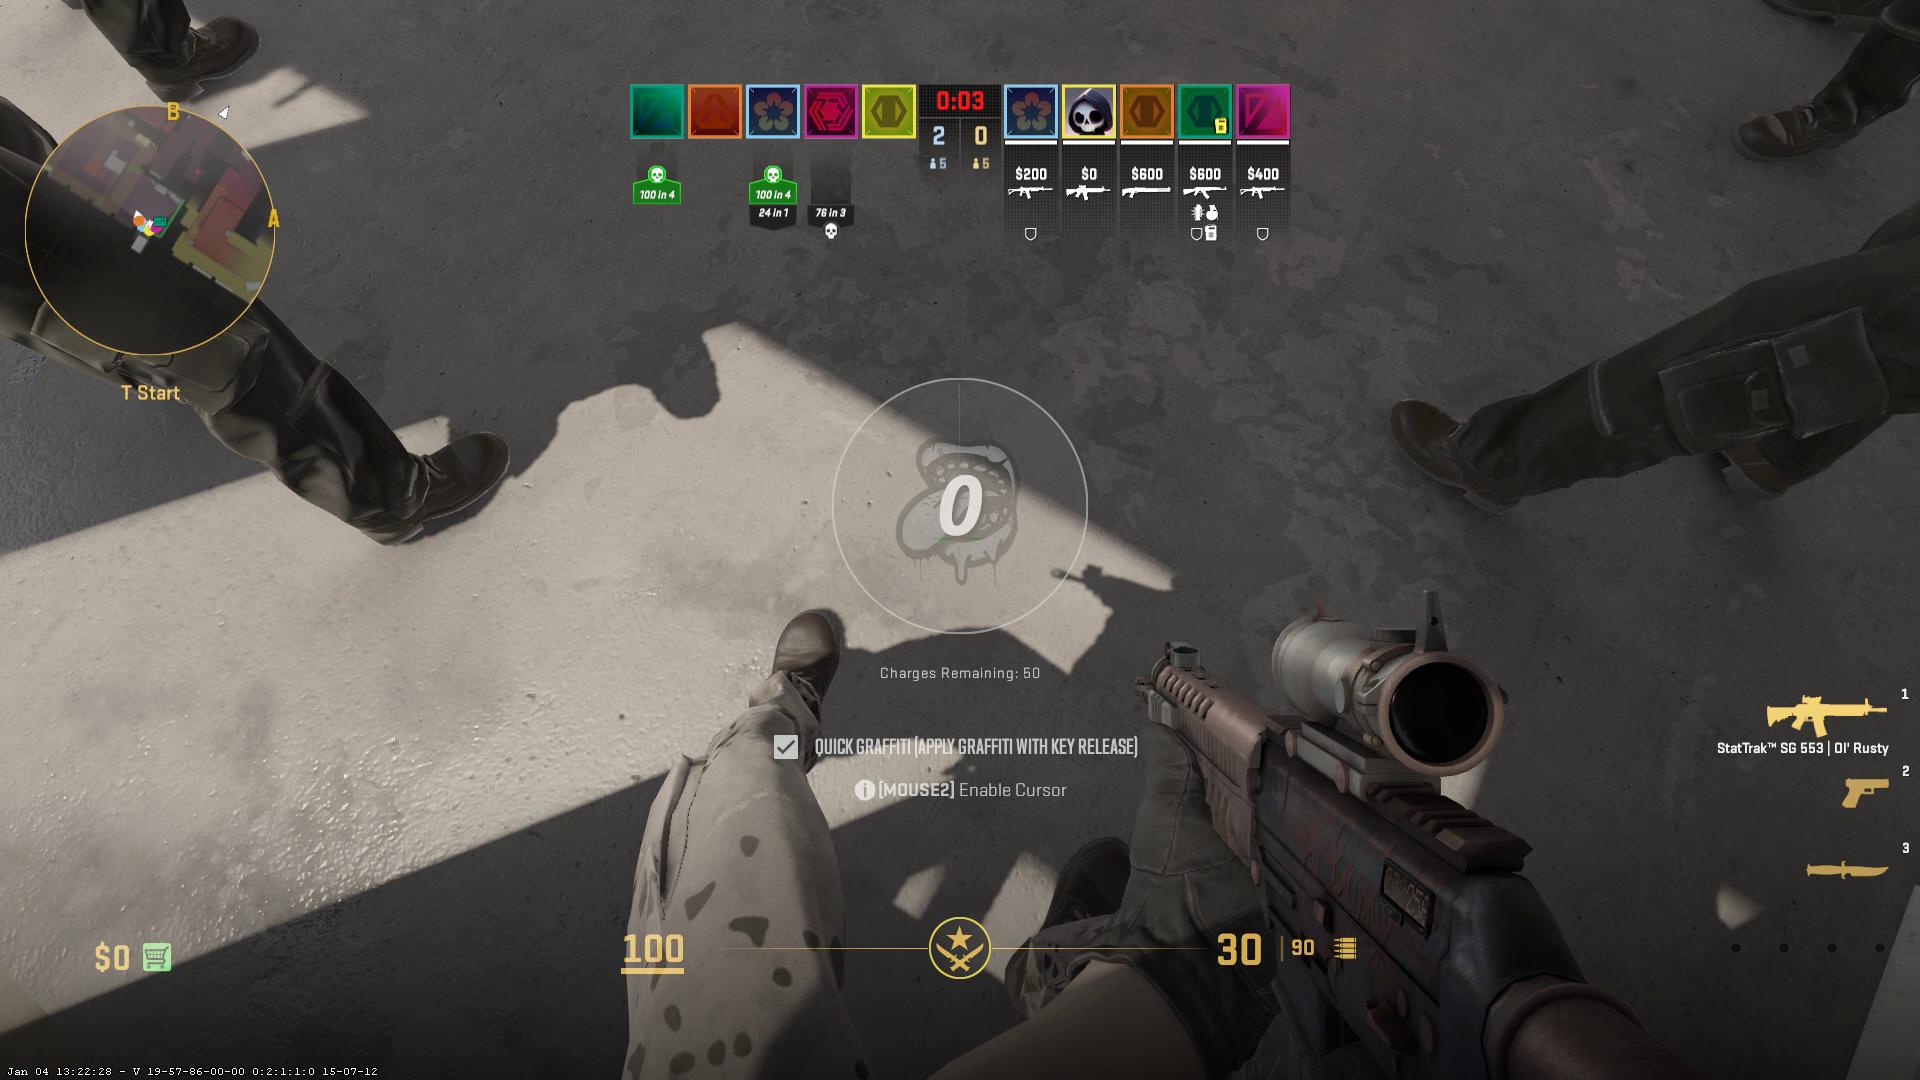 B
0:03
2 0
5 5
A
100 in 4
100 in 4
24 in 1
76 in 3
$200
$0
$600
$600
$400
T Start
0
Charges Remaining: 50
QUICK GRAFFITI (APPLY GRAFFITI WITH KEY RELEASE)
i [MOUSE2] Enable Cursor
1
StatTrak™ SG 553 | Ol' Rusty
2
3
$0
100
30 | 90
Jan 04 13:22:28 - V 19-57-86-00-00 0:2:1:1:0 15-07-12